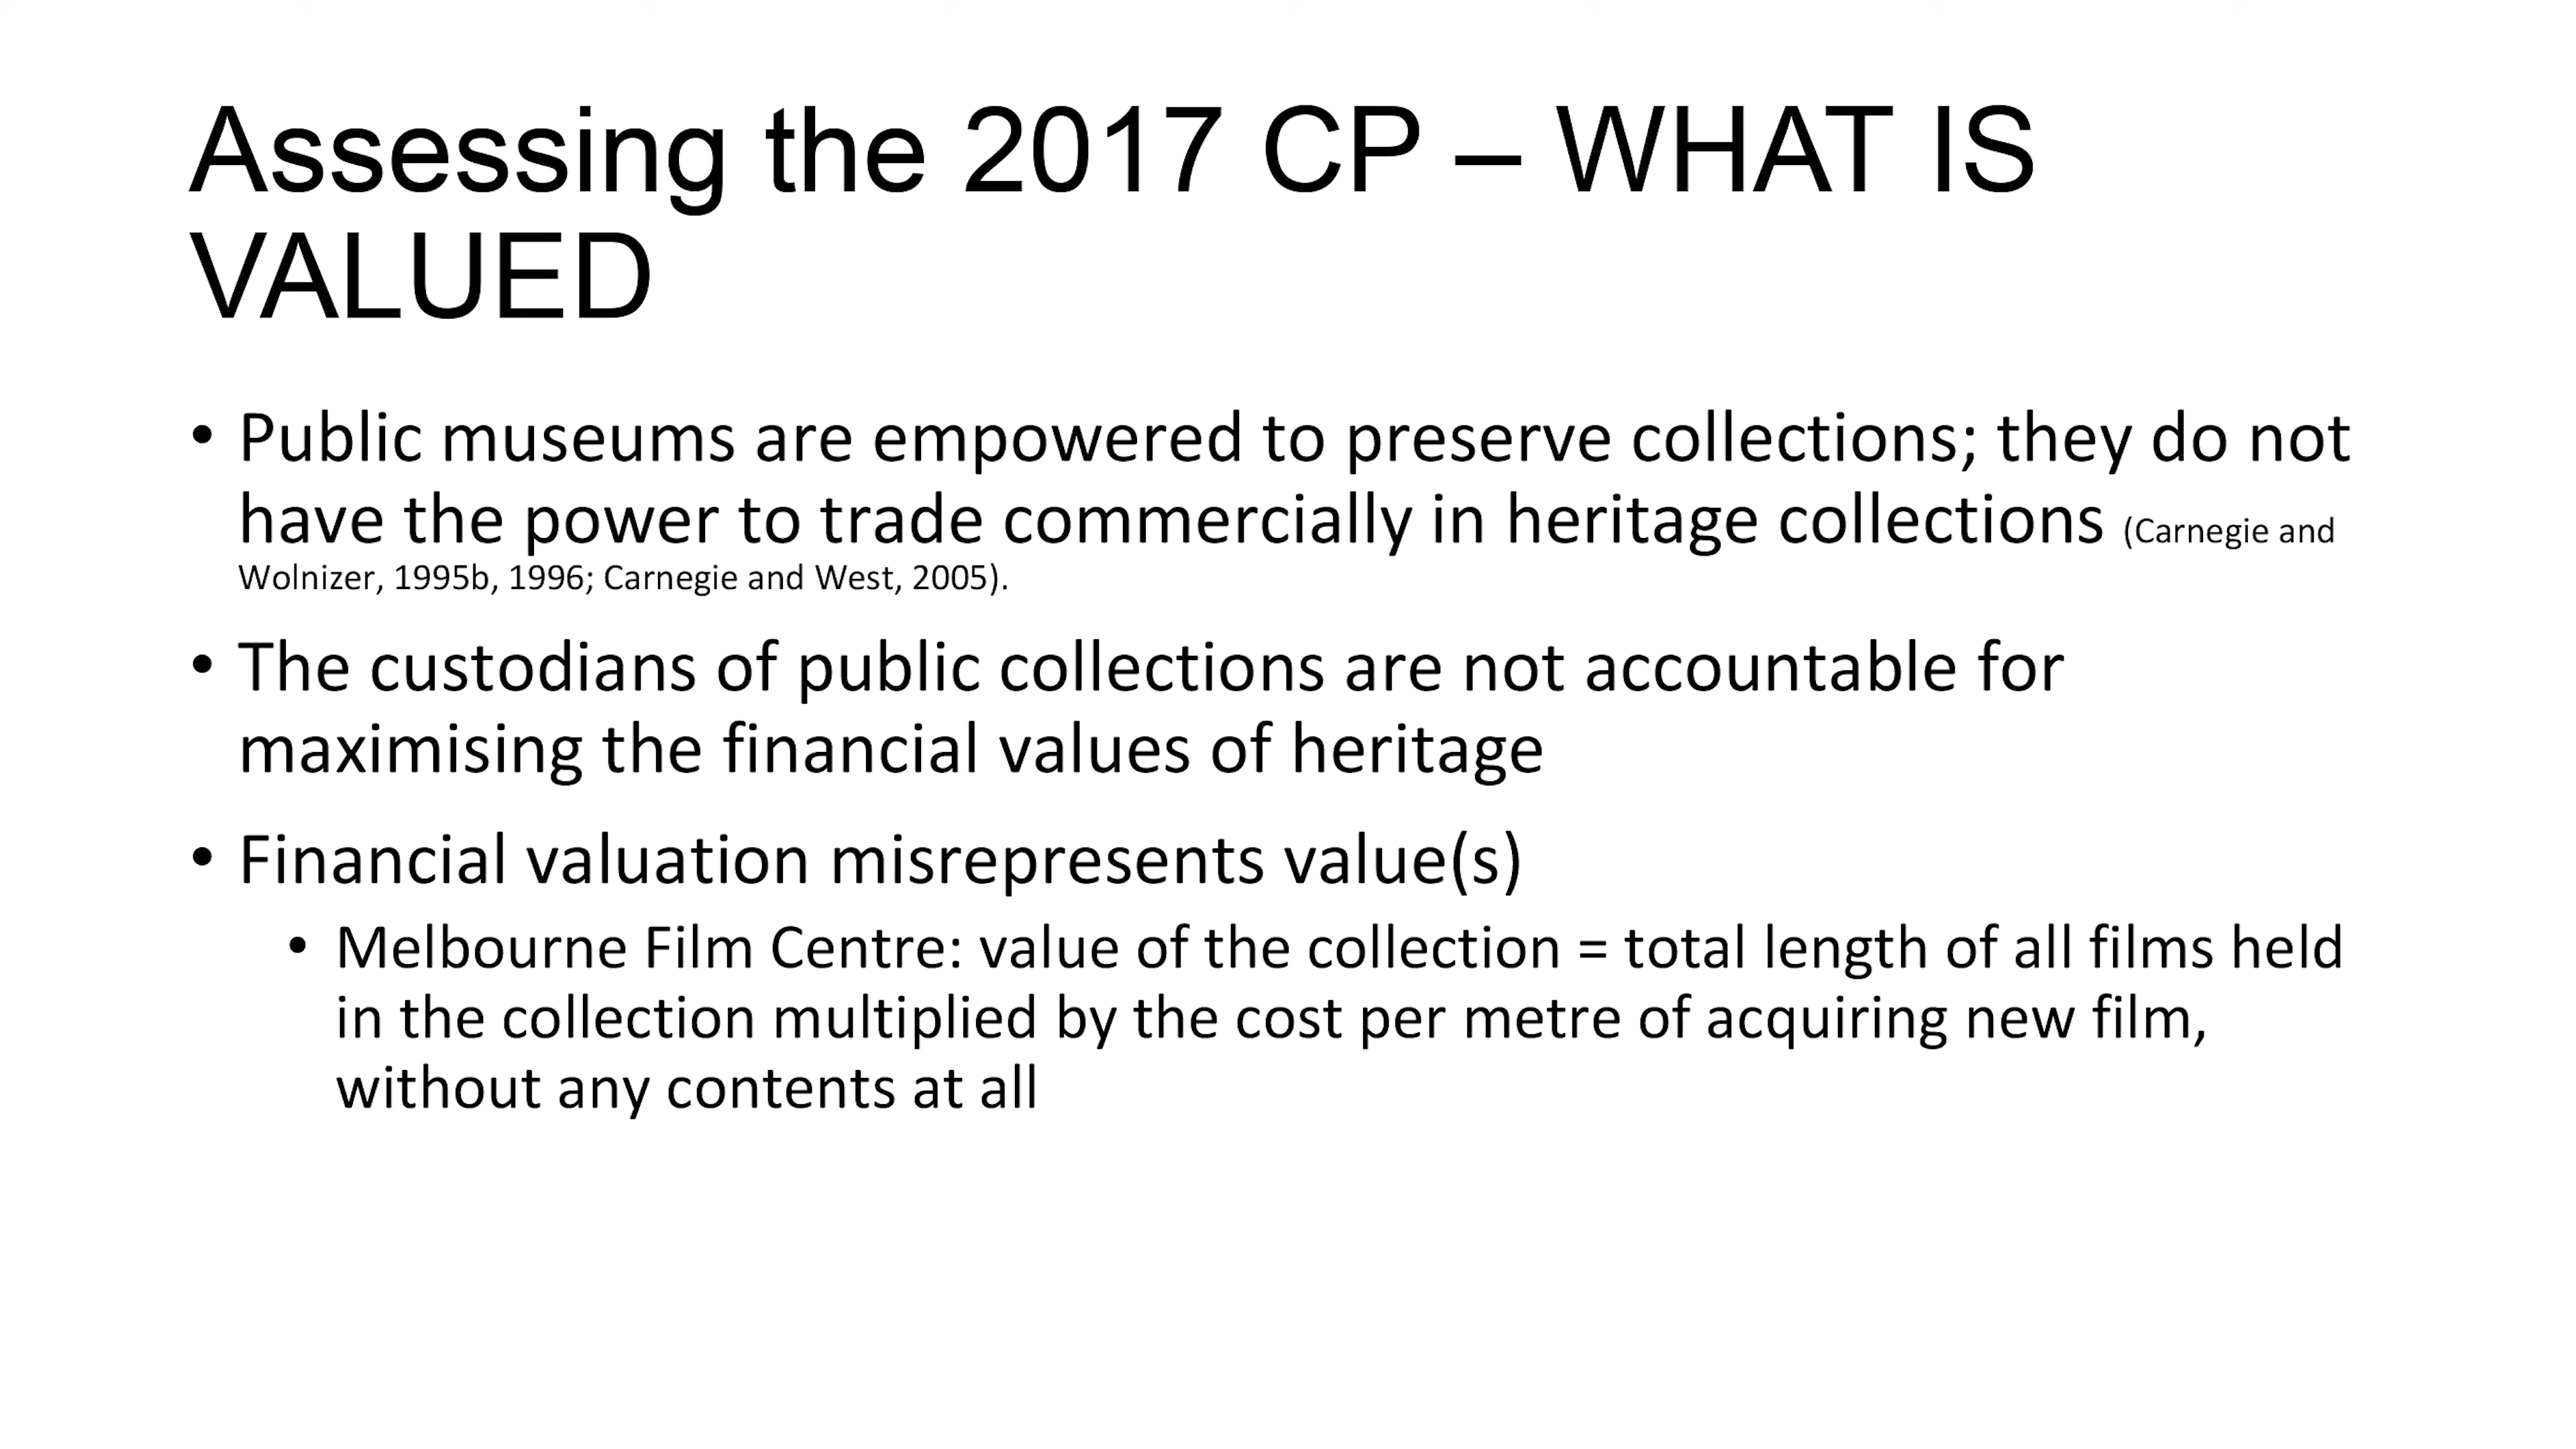 Assessing the 2017 CP – WHAT IS
VALUED
• Public museums are empowered to preserve collections; they do not
have the power to trade commercially in heritage collections (Carnegie and
Wolnizer, 1995b, 1996; Carnegie and West, 2005).
• The custodians of public collections are not accountable for
maximising the financial values of heritage
• Financial valuation misrepresents value(s)
• Melbourne Film Centre: value of the collection = total length of all films held
in the collection multiplied by the cost per metre of acquiring new film,
without any contents at all